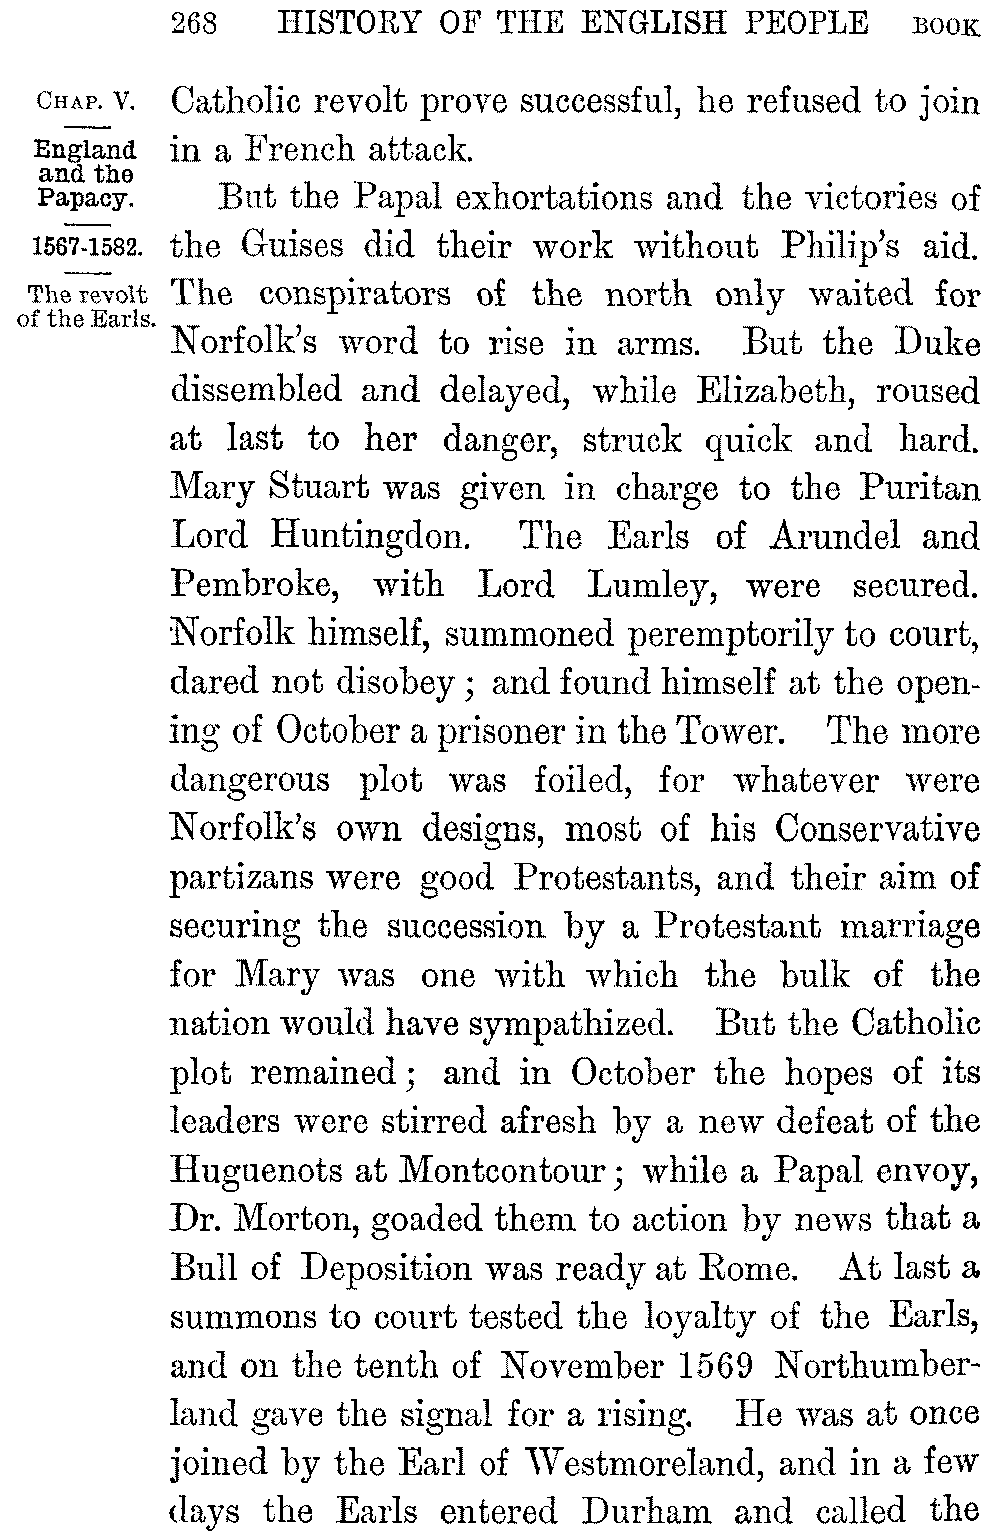 268 HISTORY OF THE ENGLISH PEOPLE BOOK
CHAP. V.
England
and the
Papacy.
1567-1582.
The revolt
of the Earls.
Catholic revolt prove successful, he refused to join
in a French attack.
But the Papal exhortations and the victories of
the Guises did their work without Philip's aid.
The conspirators of the north only waited for
Norfolk's word to rise in arms. But the Duke
dissembled and delayed, while Elizabeth, roused
at last to her danger, struck quick and hard.
Mary Stuart was given in charge to the Puritan
Lord Huntingdon. The Earls of Arundel and
Pembroke, with Lord Lumley, were secured.
Norfolk himself, summoned peremptorily to court,
dared not disobey; and found himself at the open-
ing of October a prisoner in the Tower. The more
dangerous plot was foiled, for whatever were
Norfolk's own designs, most of his Conservative
partizans were good Protestants, and their aim of
securing the succession by a Protestant marriage
for Mary was one with which the bulk of the
nation would have sympathized. But the Catholic
plot remained; and in October the hopes of its
leaders were stirred afresh by a new defeat of the
Huguenots at Montcontour; while a Papal envoy,
Dr. Morton, goaded them to action by news that a
Bull of Deposition was ready at Rome. At last a
summons to court tested the loyalty of the Earls,
and on the tenth of November 1569 Northumber-
land gave the signal for a rising. He was at once
joined by the Earl of Westmoreland, and in a few
days the Earls entered Durham and called the